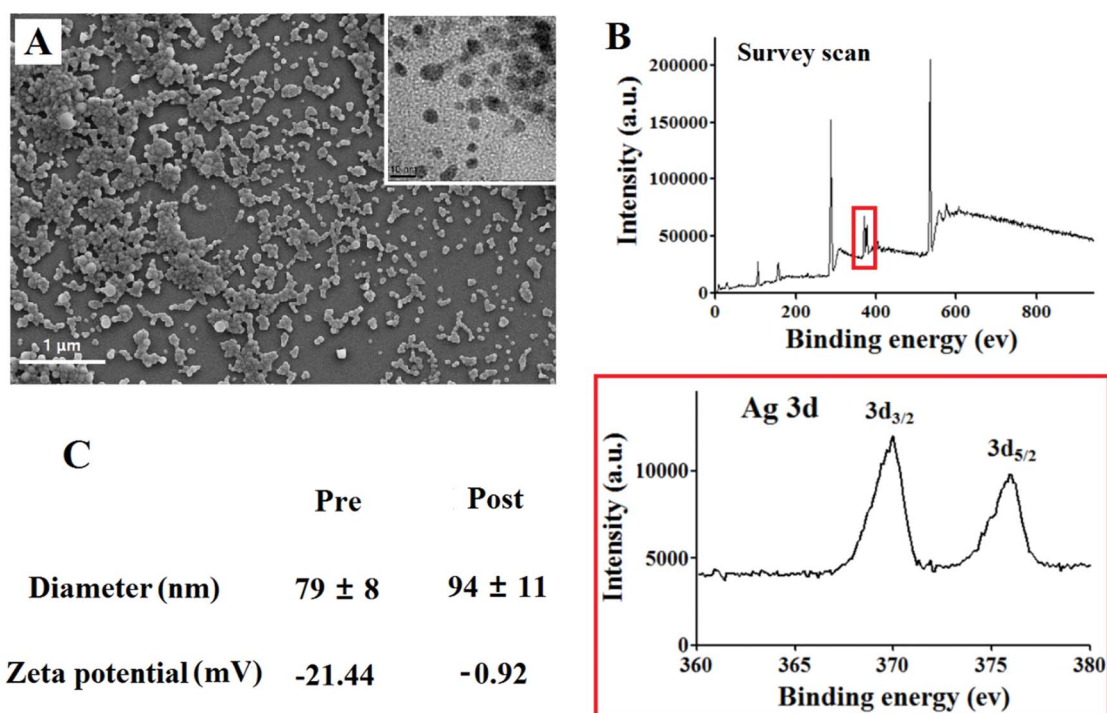 A
10 nm
1 µm
B
Survey scan
Intensity (a.u.)
200000
150000
100000
50000
0
0 200 400 600 800
Binding energy (ev)
Ag 3d
3d3/2
3d5/2
Intensity (a.u.)
10000
5000
0
360 365 370 375 380
Binding energy (ev)
C
Pre Post
Diameter (nm) 79 ± 8 94 ± 11
Zeta potential (mV) -21.44 -0.92